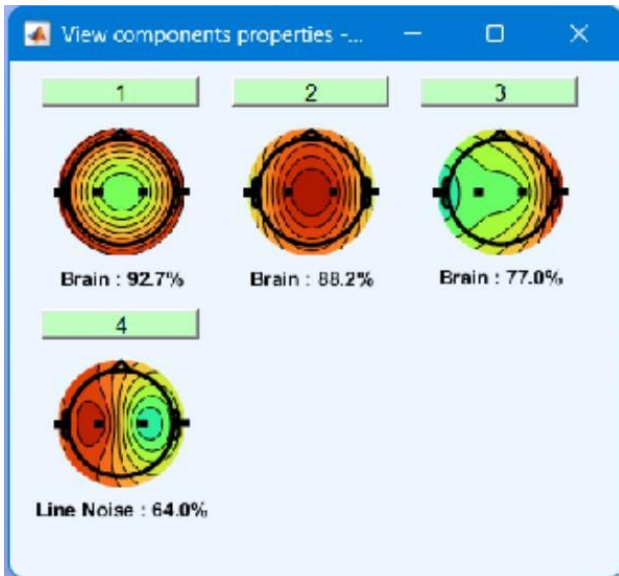 View components properties -...
1
2
3
Brain : 92.7%
Brain : 88.2%
Brain : 77.0%
4
Line Noise : 64.0%